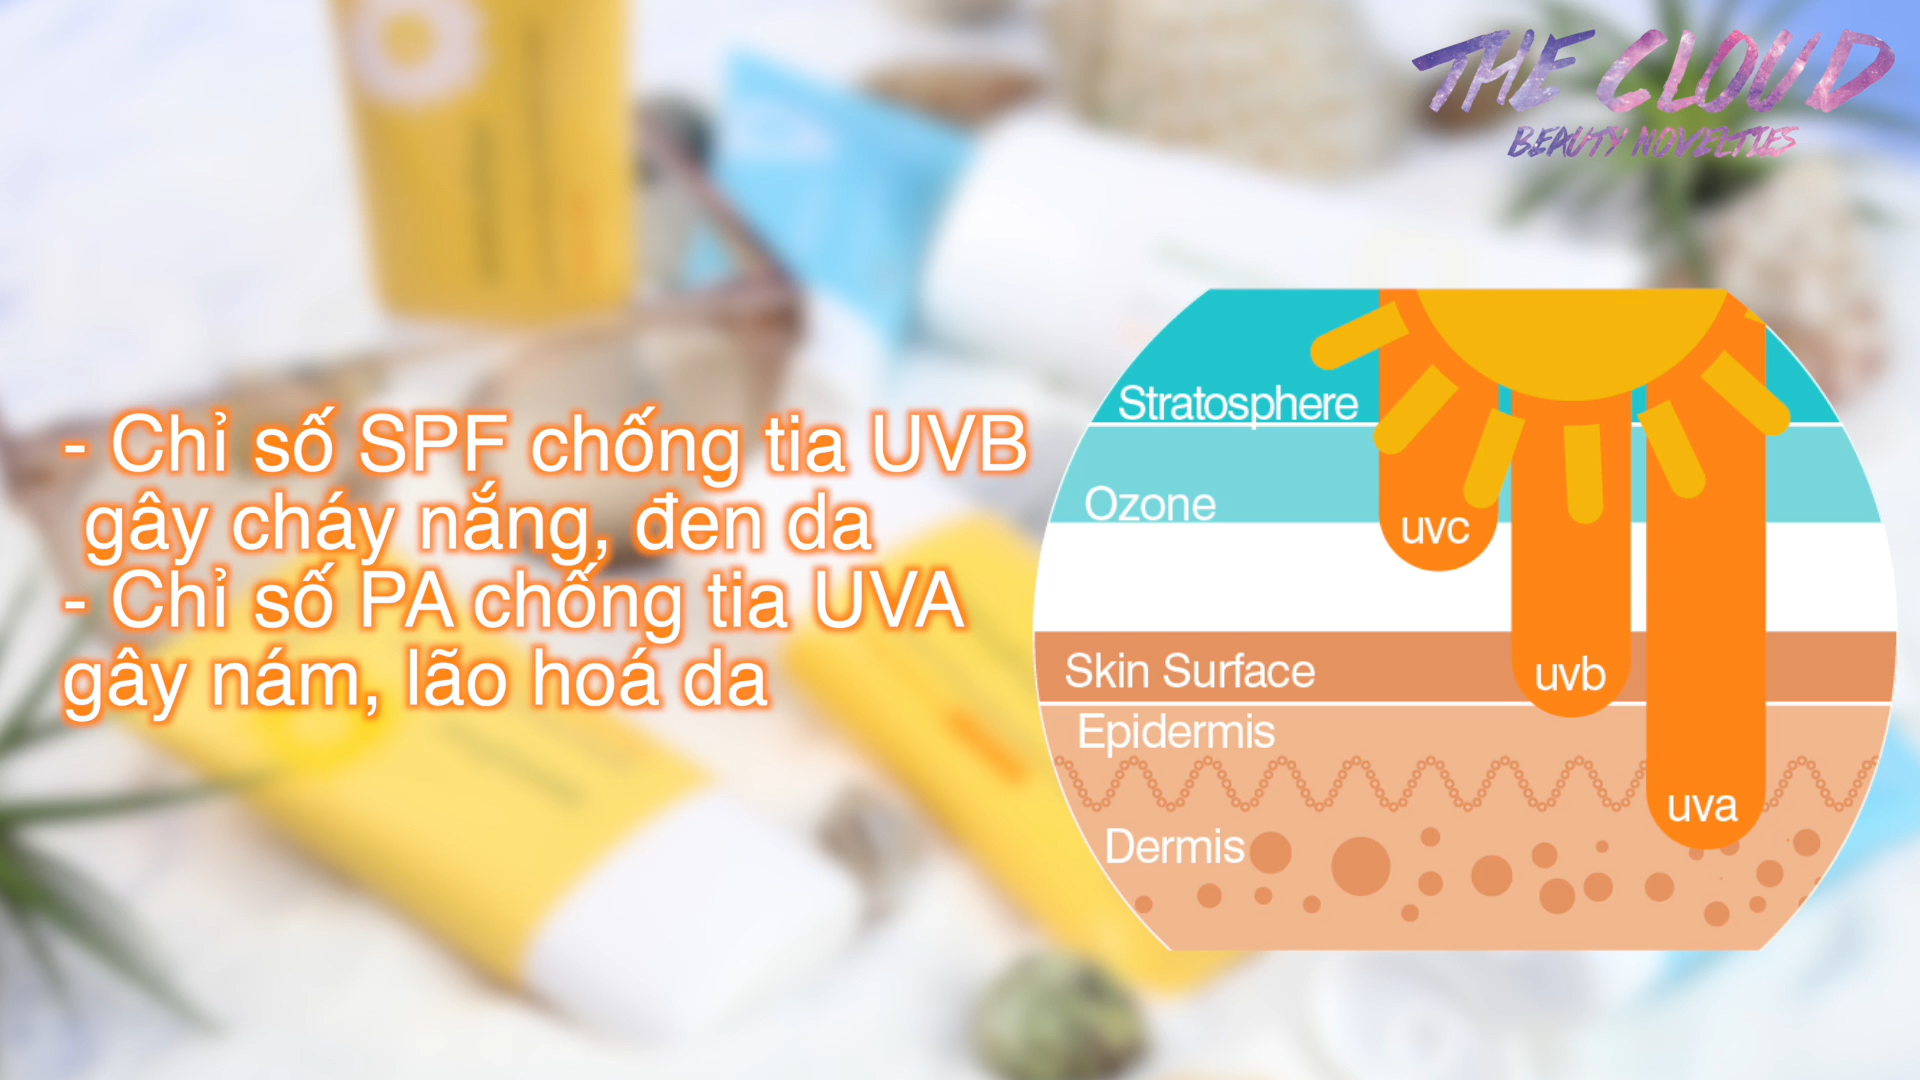 THE CLOUD
BEAUTY NOVELTIES
- Chỉ số SPF chống tia UVB
gây cháy nắng, đen da
- Chỉ số PA chống tia UVA
gây nám, lão hoá da
Stratosphere
Ozone
uvc
Skin Surface
uvb
Epidermis
uva
Dermis